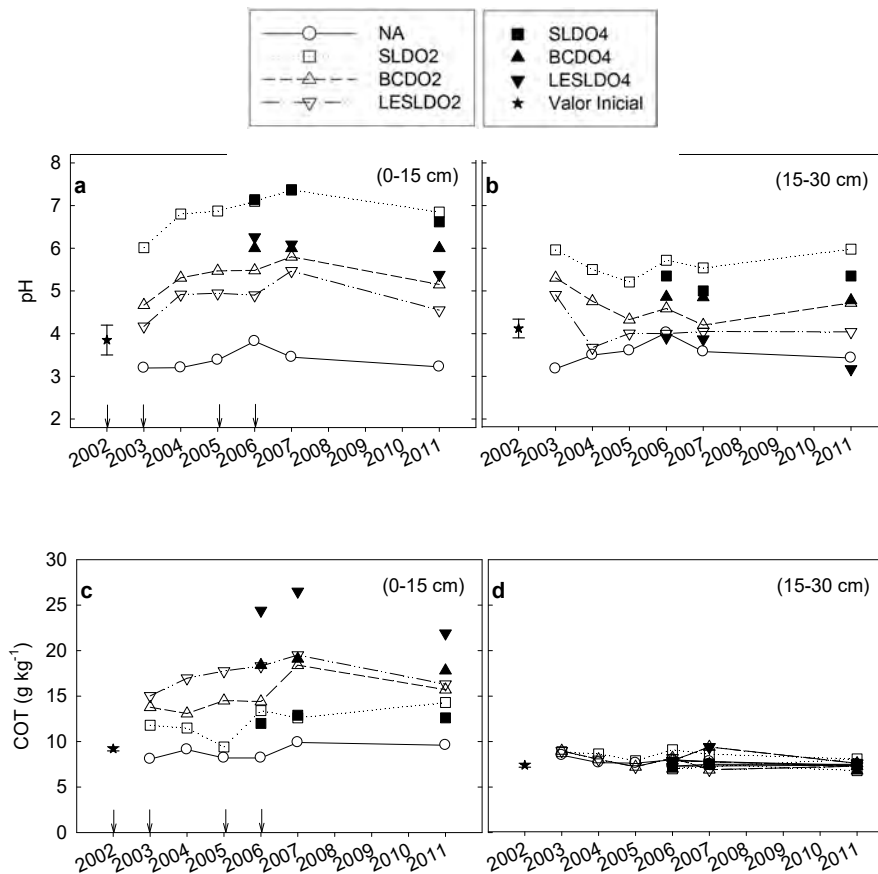 NA
SLDO2
BCDO2
LESLDO2
SLDO4
BCDO4
LESLDO4
Valor Inicial
a
(0-15 cm)
b
(15-30 cm)
pH
8
7
6
5
4
3
2
2002 2003 2004 2005 2006 2007 2008 2009 2010 2011
2002 2003 2004 2005 2006 2007 2008 2009 2010 2011
c
(0-15 cm)
d
(15-30 cm)
COT (g kg-1)
30
25
20
15
10
5
0
2002 2003 2004 2005 2006 2007 2008 2009 2010 2011
2002 2003 2004 2005 2006 2007 2008 2009 2010 2011